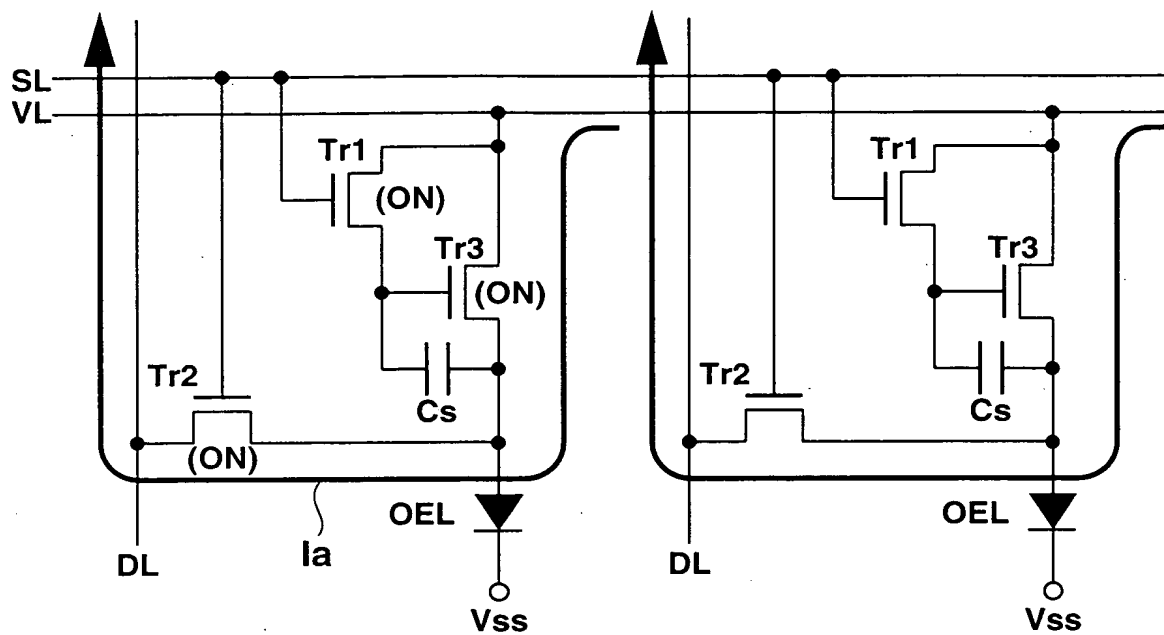 SL
VL
Tr1
(ON)
Tr3
(ON)
Tr2
(ON)
Cs
OEL
Ia
DL
Vss
Tr1
Tr3
Tr2
Cs
OEL
DL
Vss